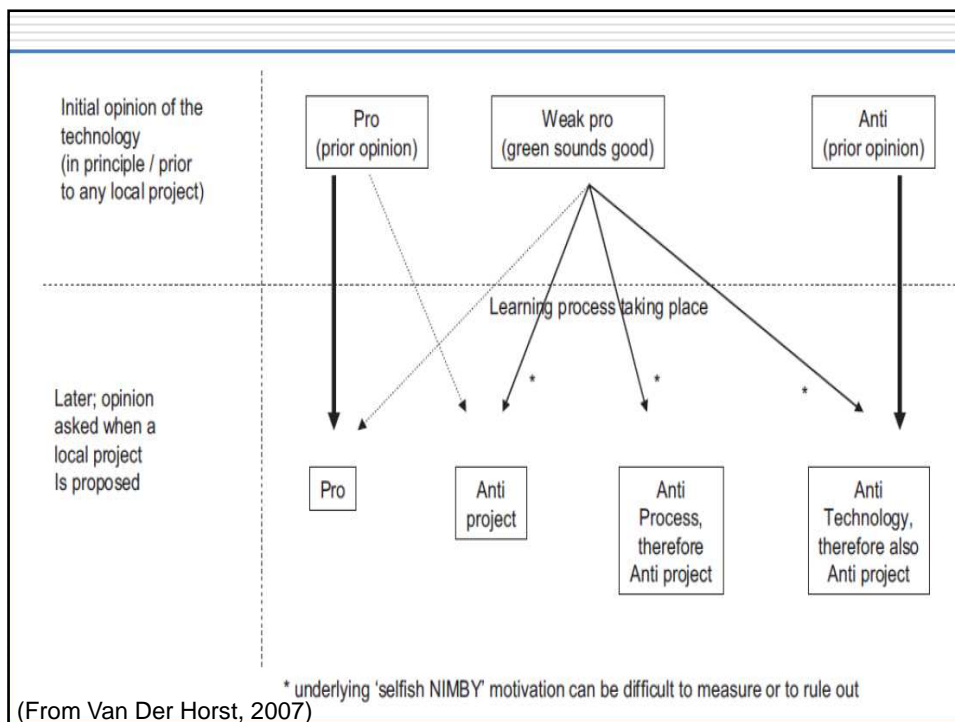 Initial opinion of the
technology
(in principle / prior
to any local project)
Pro
(prior opinion)
Weak pro
(green sounds good)
Anti
(prior opinion)
Learning process taking place
*
*
*
Later; opinion
asked when a
local project
Is proposed
Pro
Anti
project
Anti
Process,
therefore
Anti project
Anti
Technology,
therefore also
Anti project
* underlying ‘selfish NIMBY’ motivation can be difficult to measure or to rule out
(From Van Der Horst, 2007)